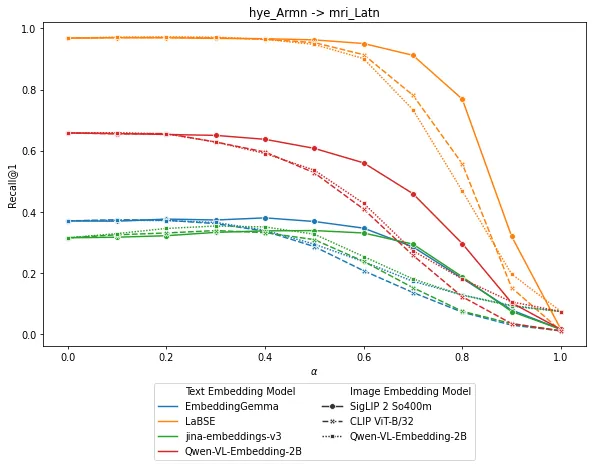 hye_Armn -> mri_Latn
Recall@1
1.0
0.8
0.6
0.4
0.2
0.0
0.0 0.2 0.4 0.6 0.8 1.0
α
Text Embedding Model
EmbeddingGemma
LaBSE
jina-embeddings-v3
Qwen-VL-Embedding-2B
Image Embedding Model
SigLIP 2 So400m
CLIP ViT-B/32
Qwen-VL-Embedding-2B